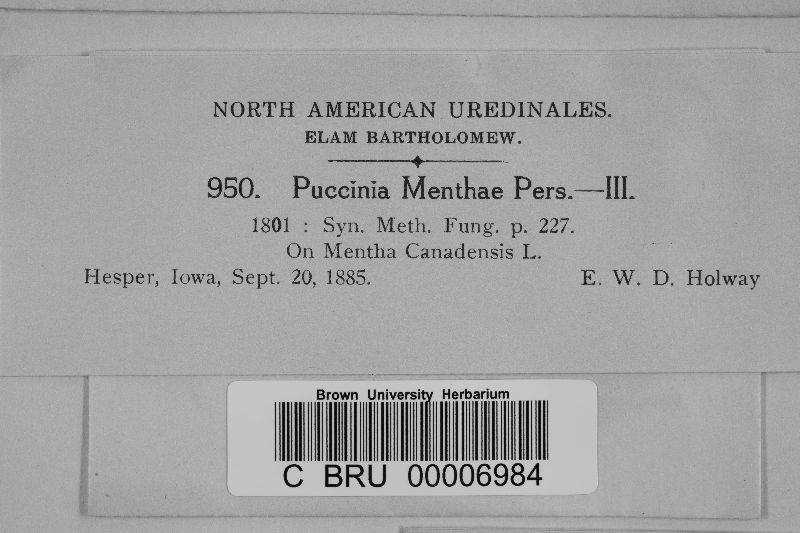 NORTH AMERICAN UREDINALES.
ELAM BARTHOLOMEW.
950. Puccinia Menthae Pers.—III.
1801 : Syn. Meth. Fung. p. 227.
On Mentha Canadensis L.
Hesper, Iowa, Sept. 20, 1885. E. W. D. Holway
Brown University Herbarium
C BRU 00006984